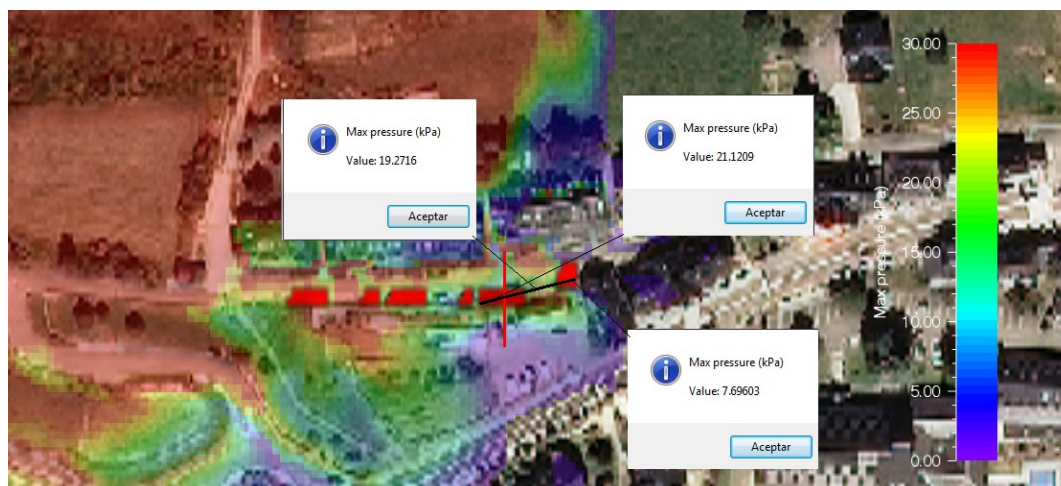 Max pressure (kPa)
Value: 19.2716
Aceptar
Max pressure (kPa)
Value: 21.1209
Aceptar
Max pressure (kPa)
Value: 7.69603
Aceptar
30.00
25.00
20.00
15.00
10.00
5.00
0.00
Max pressure (kPa)